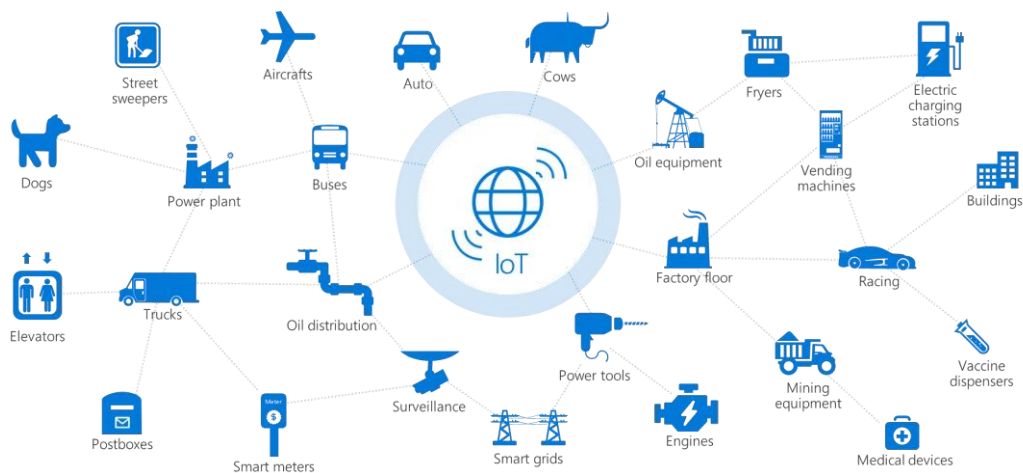 Street
sweepers
Aircrafts
Auto
Cows
Fryers
Electric
charging
stations
Dogs
Power plant
Buses
Oil equipment
Vending
machines
Buildings
IoT
Elevators
Trucks
Oil distribution
Factory floor
Racing
Postboxes
Meter
$
Smart meters
Surveillance
Smart grids
Power tools
Engines
Mining
equipment
Vaccine
dispensers
Medical devices